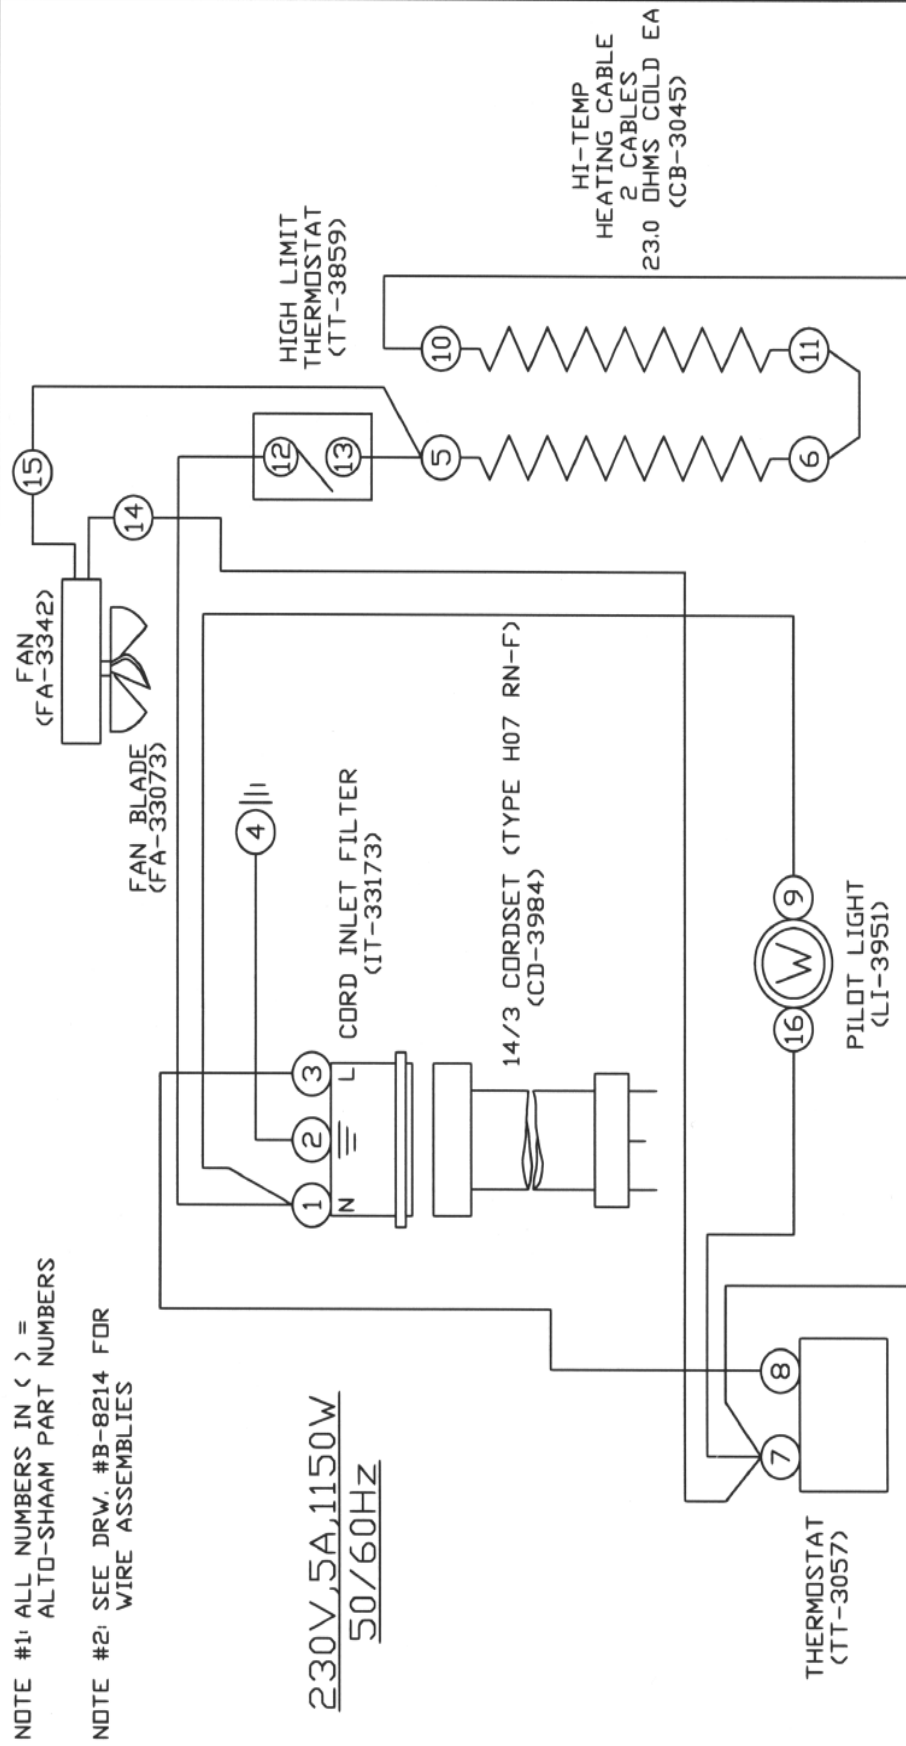 NOTE #1: ALL NUMBERS IN ( ) =
ALTO-SHAAM PART NUMBERS
NOTE #2: SEE DRW. #B-8214 FOR
WIRE ASSEMBLIES
230V,5A,1150W
50/60Hz
FAN
(FA-3342)
FAN BLADE
(FA-33073)
15
14
HIGH LIMIT
THERMOSTAT
(TT-3859)
12
13
4
1
2
3
N
L
CORD INLET FILTER
(IT-33173)
14/3 CORDSET (TYPE H07 RN-F)
(CD-3984)
HI-TEMP
HEATING CABLE
2 CABLES
23.0 OHMS COLD EA
(CB-3045)
10
11
5
6
7
8
THERMOSTAT
(TT-3057)
16
W
9
PILOT LIGHT
(LI-3951)